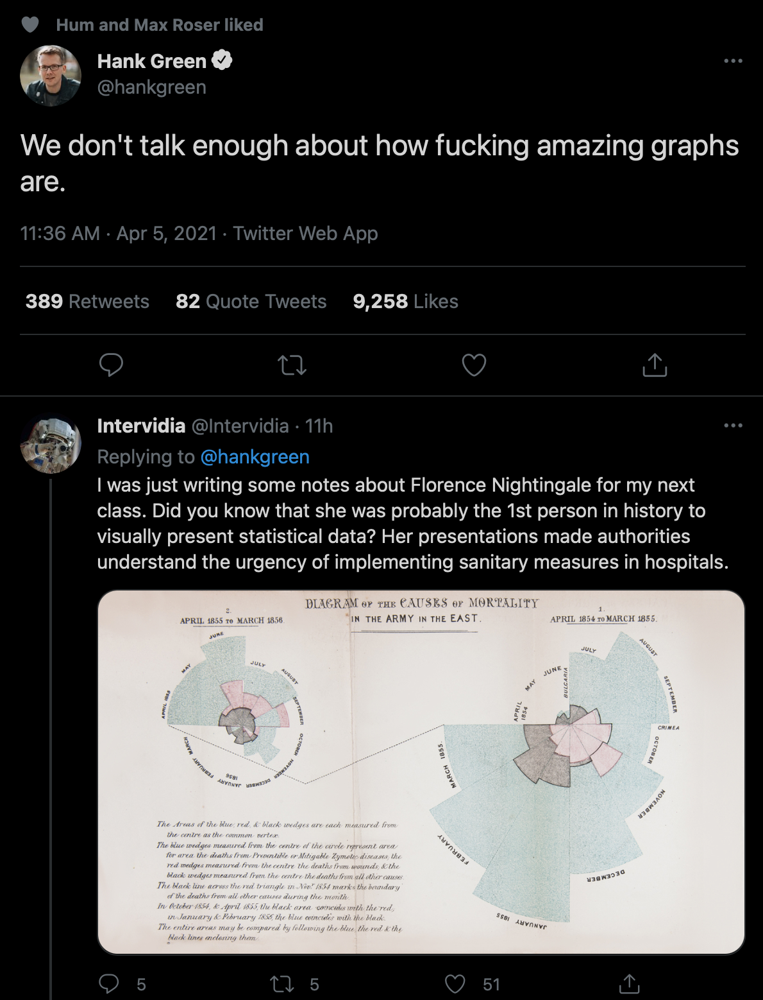 Hum and Max Roser liked
Hank Green
@hankgreen
We don't talk enough about how fucking amazing graphs
are.
11:36 AM · Apr 5, 2021 · Twitter Web App
389 Retweets 82 Quote Tweets 9,258 Likes
Intervidia @Intervidia · 11h
Replying to @hankgreen
I was just writing some notes about Florence Nightingale for my next
class. Did you know that she was probably the 1st person in history to
visually present statistical data? Her presentations made authorities
understand the urgency of implementing sanitary measures in hospitals.
DIAGRAM OF THE CAUSES OF MORTALITY
IN THE ARMY IN THE EAST.
2.
APRIL 1855 TO MARCH 1856.
JUNE
JULY
AUGUST
SEPTEMBER
OCTOBER
NOVEMBER
DECEMBER
JANUARY
1856
FEBRUARY
MARCH
APRIL 1855
MAY
1.
APRIL 1854 TO MARCH 1855.
APRIL
1854
MAY
JUNE
BULGARIA
JULY
AUGUST
SEPTEMBER
CRIMEA
OCTOBER
NOVEMBER
DECEMBER
JANUARY 1855
FEBRUARY
MARCH 1855.
The Areas of the blue, red, & black wedges are each measured from
the centre as the common vertex.
The blue wedges measured from the centre of the circle represent area
for area the deaths from Preventible or Mitigable Zymotic diseases, the
red wedges measured from the centre the deaths from wounds, & the
black wedges measured from the centre the deaths from all other causes.
The black line across the red triangle in Nov.r 1854 marks the boundary
of the deaths from all other causes during the month.
In October 1854, & April 1855, the black area coincides with the red,
in January & February 1856, the blue coincides with the black.
The entire areas may be compared by following the blue, the red & the
black lines enclosing them.
5 5 51